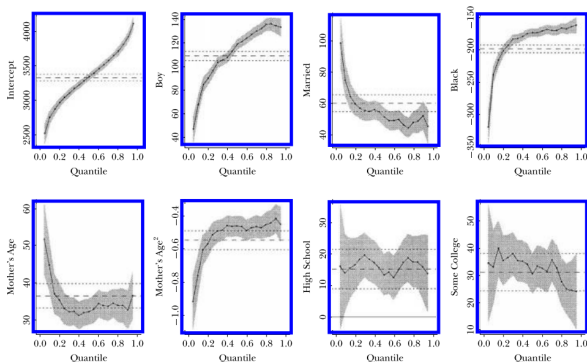 Intercept
2500 3000 3500 4000
0.0 0.2 0.4 0.6 0.8 1.0
Quantile
Boy
40 60 80 100 120 140
0.0 0.2 0.4 0.6 0.8 1.0
Quantile
Married
40 60 80 100
0.0 0.2 0.4 0.6 0.8 1.0
Quantile
Black
−350 −300 −250 −200 −150
0.0 0.2 0.4 0.6 0.8 1.0
Quantile
Mother's Age
30 40 50 60
0.0 0.2 0.4 0.6 0.8 1.0
Quantile
Mother's Age²
−1.0 −0.8 −0.6 −0.4
0.0 0.2 0.4 0.6 0.8 1.0
Quantile
High School
0 10 20 30
0.0 0.2 0.4 0.6 0.8 1.0
Quantile
Some College
10 20 30 40 50
0.0 0.2 0.4 0.6 0.8 1.0
Quantile